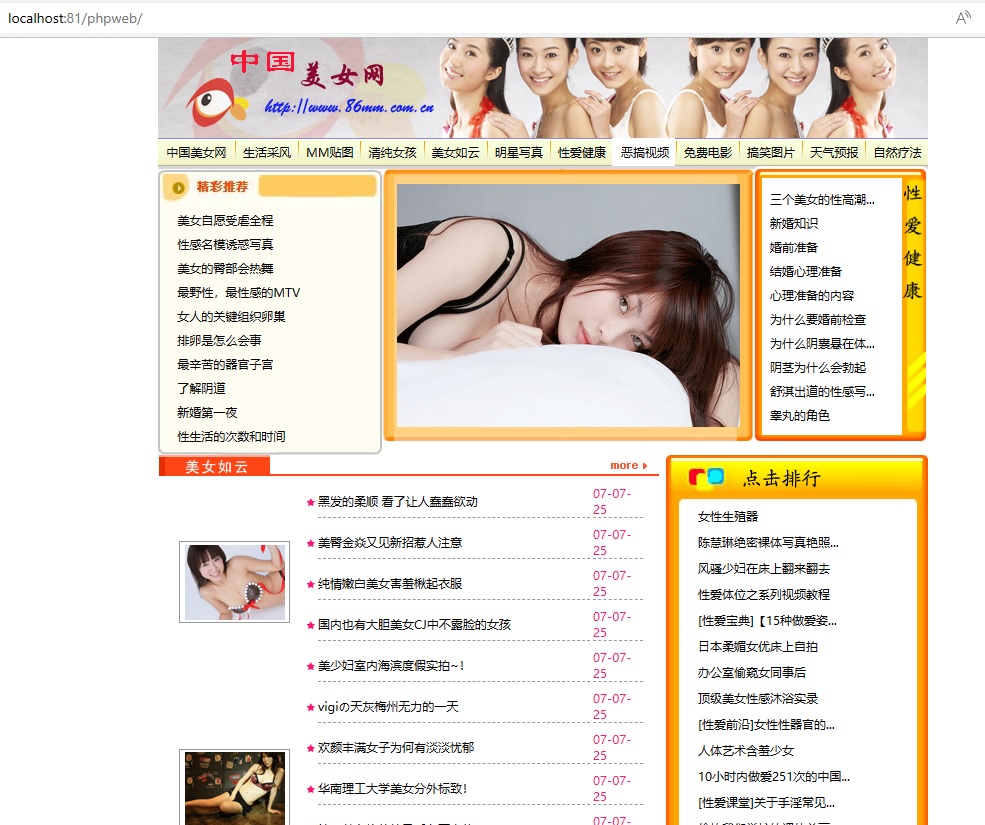 localhost:81/phpweb/
中国美女网
http://www.86mm.com.cn
中国美女网 生活采风 MM贴图 清纯女孩 美女如云 明星写真 性爱健康 恶搞视频 免费电影 搞笑图片 天气预报 自然疗法
精彩推荐
美女自愿受虐全程
性感名模诱惑写真
美女的臀部会热舞
最野性，最性感的MTV
女人的关键组织卵巢
排卵是怎么会事
最辛苦的器官子宫
了解阴道
新婚第一夜
性生活的次数和时间
三个美女的性高潮...
新婚知识
婚前准备
结婚心理准备
心理准备的内容
为什么要婚前检查
为什么阴囊悬在体...
阴茎为什么会勃起
舒淇出道的性感写...
睾丸的角色
性爱健康
美女如云 more
黑发的柔顺 看了让人蠢蠢欲动 07-07-25
美臀金焱又见新招惹人注意 07-07-25
纯情嫩白美女害羞楸起衣服 07-07-25
国内也有大胆美女CJ中不露脸的女孩 07-07-25
美少妇室内海滨度假实拍~! 07-07-25
vigiの天灰梅州无力的一天 07-07-25
欢颜丰满女子为何有淡淡忧郁 07-07-25
华南理工大学美女分外标致! 07-07-25
07-07-
点击排行
女性生殖器
陈慧琳绝密裸体写真艳照...
风骚少妇在床上翻来翻去
性爱体位之系列视频教程
[性爱宝典]【15种做爱姿...
日本柔媚女优床上自拍
办公室偷窥女同事后
顶级美女性感沐浴实录
[性爱前沿]女性性器官的...
人体艺术含羞少女
10小时内做爱251次的中国...
[性爱课堂]关于手淫常见...